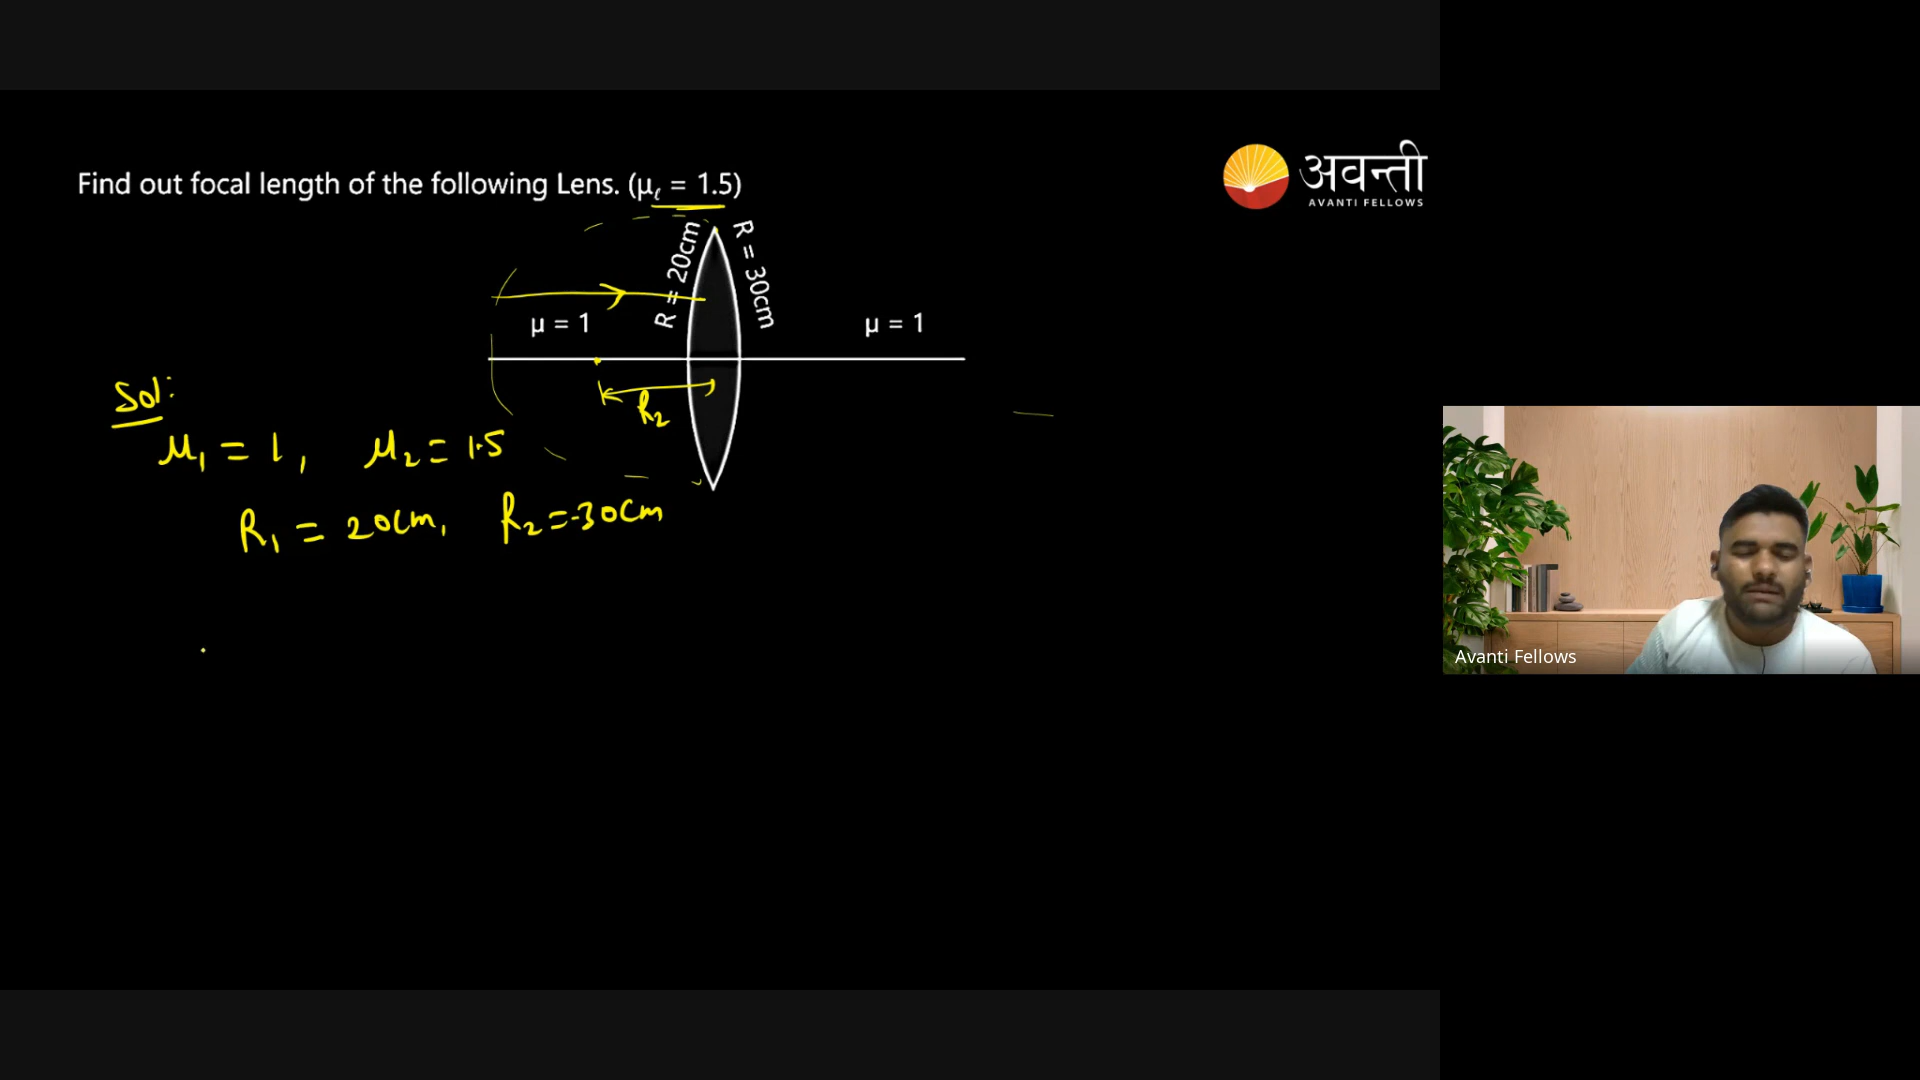 अवन्ती
AVANTI FELLOWS
Find out focal length of the following Lens. (μℓ = 1.5)
R = 20cm
R = 30cm
μ = 1
μ = 1
R₂
Sol:
μ₁ = 1, μ₂ = 1.5
R₁ = 20cm, R₂ = -30cm
Avanti Fellows